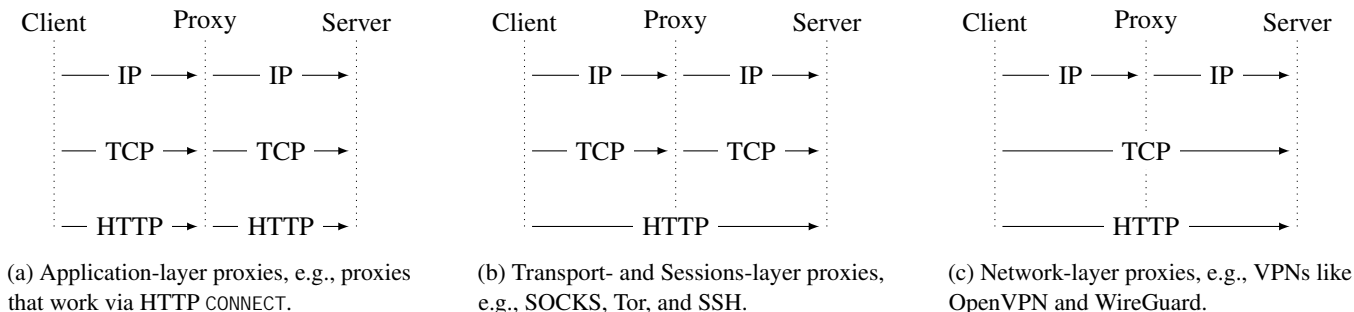 Client Proxy Server
IP IP
TCP TCP
HTTP HTTP
(a) Application-layer proxies, e.g., proxies
that work via HTTP CONNECT.
Client Proxy Server
IP IP
TCP TCP
HTTP
(b) Transport- and Sessions-layer proxies,
e.g., SOCKS, Tor, and SSH.
Client Proxy Server
IP IP
TCP
HTTP
(c) Network-layer proxies, e.g., VPNs like
OpenVPN and WireGuard.